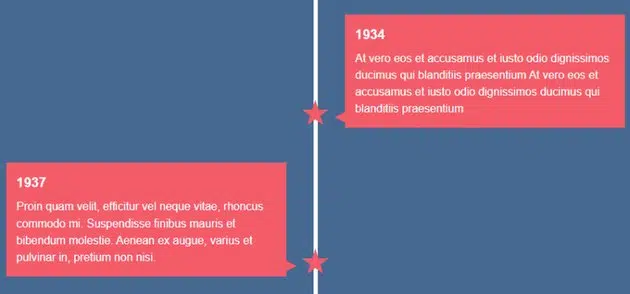 1934
At vero eos et accusamus et iusto odio dignissimos
ducimus qui blanditiis praesentium At vero eos et
accusamus et iusto odio dignissimos ducimus qui
blanditiis praesentium
1937
Proin quam velit, efficitur vel neque vitae, rhoncus
commodo mi. Suspendisse finibus mauris et
bibendum molestie. Aenean ex augue, varius et
pulvinar in, pretium non nisi.